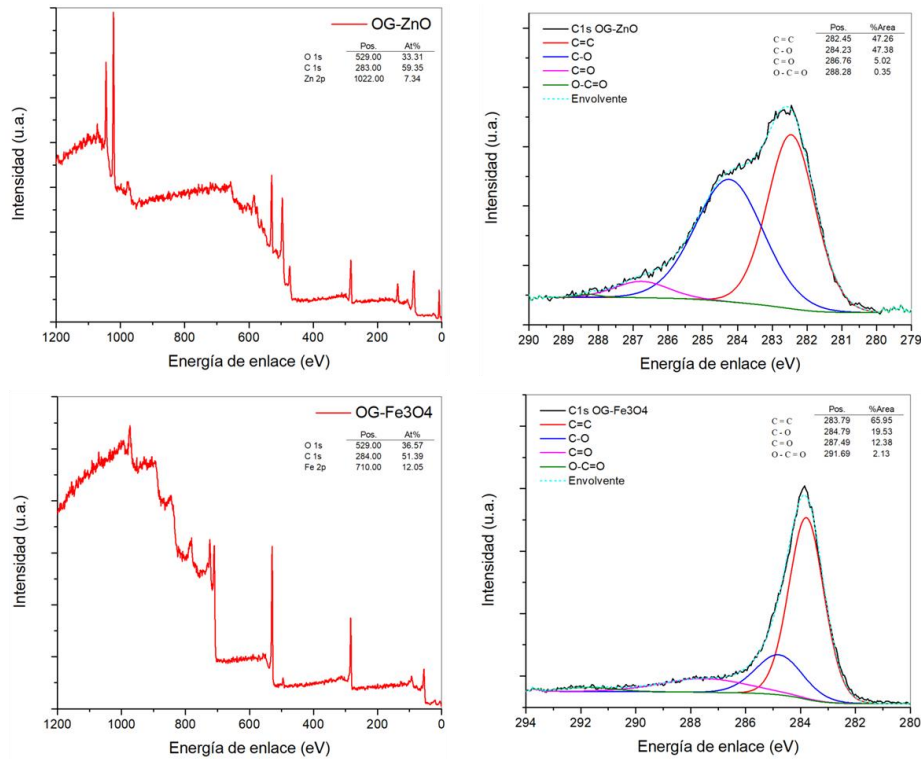 OG-ZnO
Pos. At%
O 1s 529.00 33.31
C 1s 283.00 59.35
Zn 2p 1022.00 7.34
Intensidad (u.a.)
1200 1000 800 600 400 200 0
Energía de enlace (eV)
C1s OG-ZnO
C=C
C-O
C=O
O-C=O
Envolvente
Pos. %Area
C = C 282.45 47.26
C - O 284.23 47.38
C = O 286.76 5.02
O - C = O 288.28 0.35
Intensidad (u.a.)
290 289 288 287 286 285 284 283 282 281 280 279
Energía de enlace (eV)
OG-Fe3O4
Pos. At%
O 1s 529.00 36.57
C 1s 284.00 51.39
Fe 2p 710.00 12.05
Intensidad (u.a.)
1200 1000 800 600 400 200 0
Energía de enlace (eV)
C1s OG-Fe3O4
C=C
C-O
C=O
O-C=O
Envolvente
Pos. %Area
C = C 283.79 65.95
C - O 284.79 19.53
C = O 287.49 12.38
O - C = O 291.69 2.13
Intensidad (u.a.)
294 292 290 288 286 284 282 280
Energía de enlace (eV)